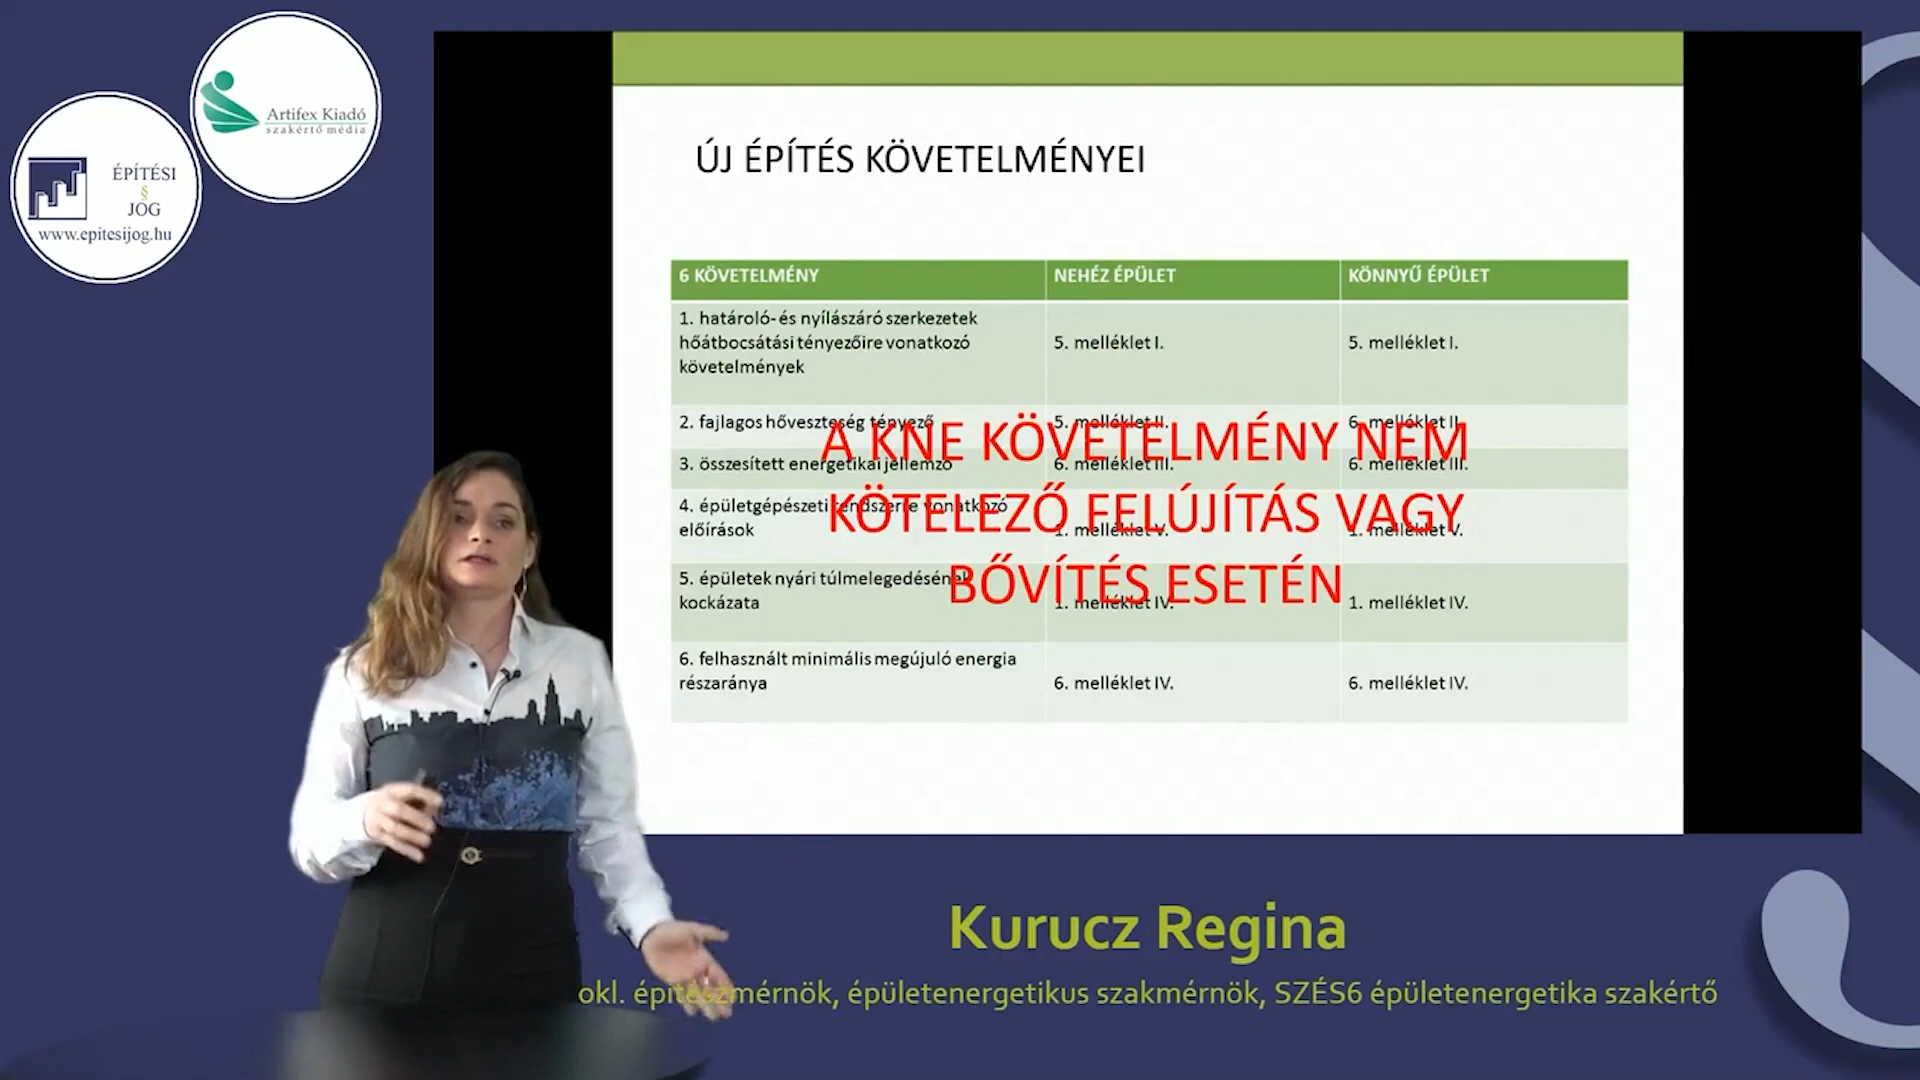 Artifex Kiadó
szakértő média
ÉPÍTÉSI
§
JOG
www.epitesijog.hu
ÚJ ÉPÍTÉS KÖVETELMÉNYEI
6 KÖVETELMÉNY NEHÉZ ÉPÜLET KÖNNYŰ ÉPÜLET
1. határoló- és nyílászáró szerkezetek
hőátbocsátási tényezőire vonatkozó
követelmények
5. melléklet I. 5. melléklet I.
2. fajlagos hőveszteség tényező 5. melléklet II. 6. melléklet II.
3. összesített energetikai jellemző 6. melléklet III. 6. melléklet III.
4. épületgépészeti rendszerre vonatkozó
előírások
1. melléklet V. 1. melléklet V.
5. épületek nyári túlmelegedésének
kockázata
1. melléklet IV. 1. melléklet IV.
6. felhasznált minimális megújuló energia
részaránya
6. melléklet IV. 6. melléklet IV.
A KNE KÖVETELMÉNY NEM
KÖTELEZŐ FELÚJÍTÁS VAGY
BŐVÍTÉS ESETÉN
Kurucz Regina
okl. építészmérnök, épületenergetikus szakmérnök, SZÉS6 épületenergetika szakértő